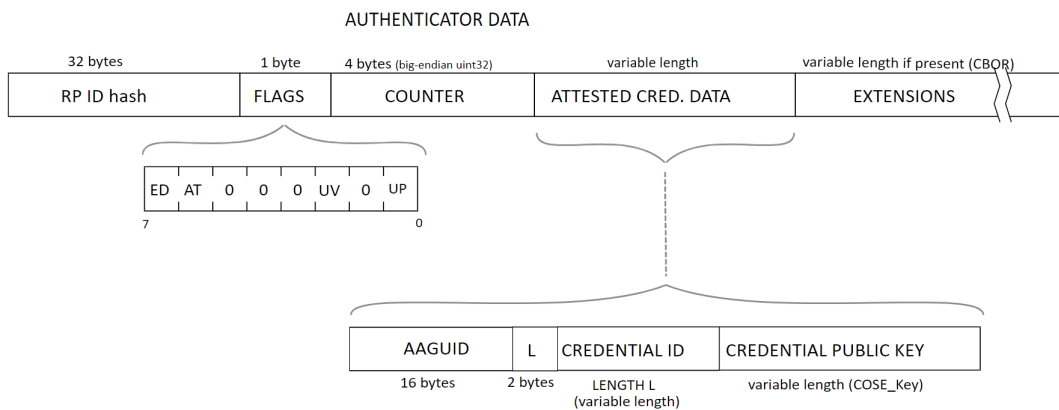 AUTHENTICATOR DATA
32 bytes 1 byte 4 bytes (big-endian uint32) variable length variable length if present (CBOR)
RP ID hash FLAGS COUNTER ATTESTED CRED. DATA EXTENSIONS
ED AT 0 0 0 UV 0 UP
7 0
AAGUID L CREDENTIAL ID CREDENTIAL PUBLIC KEY
16 bytes 2 bytes LENGTH L variable length (COSE_Key)
(variable length)